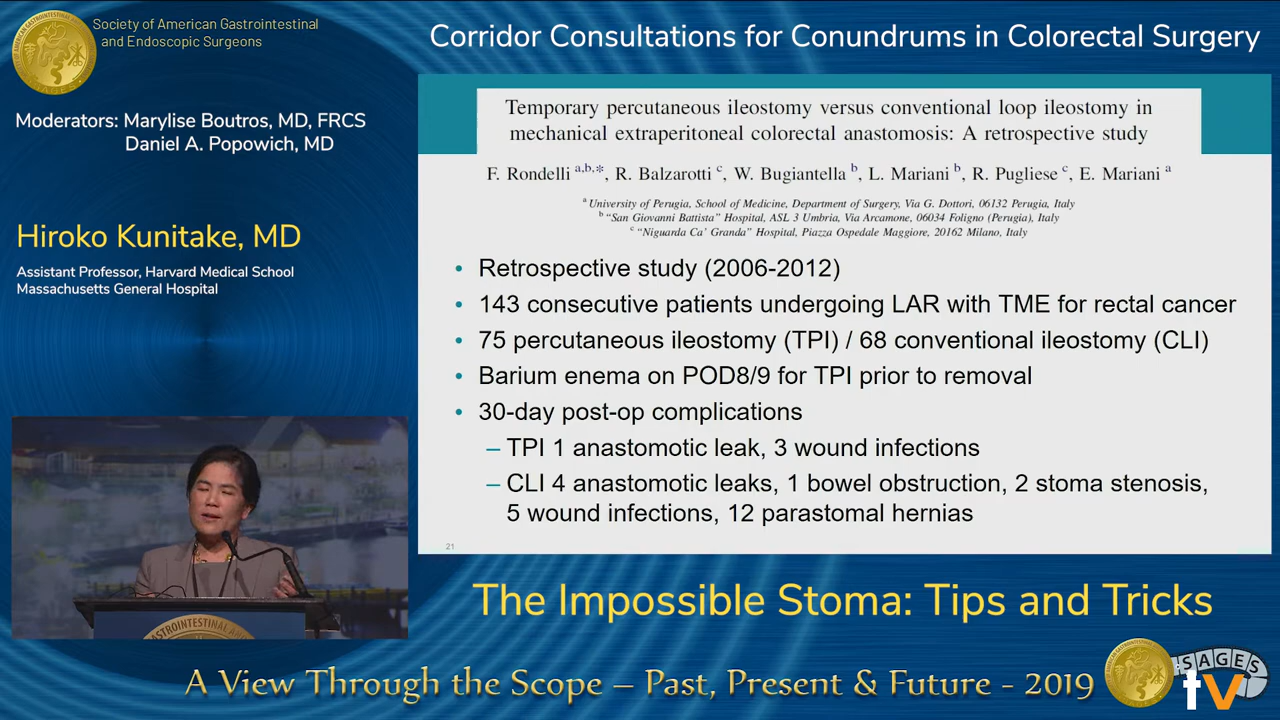 Society of American Gastrointestinal
and Endoscopic Surgeons
Corridor Consultations for Conundrums in Colorectal Surgery
Moderators: Marylise Boutros, MD, FRCS
Daniel A. Popowich, MD
Hiroko Kunitake, MD
Assistant Professor, Harvard Medical School
Massachusetts General Hospital
Temporary percutaneous ileostomy versus conventional loop ileostomy in
mechanical extraperitoneal colorectal anastomosis: A retrospective study
F. Rondelli a,b,*, R. Balzarotti c, W. Bugiantella b, L. Mariani b, R. Pugliese c, E. Mariani a
a University of Perugia, School of Medicine, Department of Surgery, Via G. Dottori, 06132 Perugia, Italy
b "San Giovanni Battista" Hospital, ASL 3 Umbria, Via Arcamone, 06034 Foligno (Perugia), Italy
c "Niguarda Ca' Granda" Hospital, Piazza Ospedale Maggiore, 20162 Milano, Italy
• Retrospective study (2006-2012)
• 143 consecutive patients undergoing LAR with TME for rectal cancer
• 75 percutaneous ileostomy (TPI) / 68 conventional ileostomy (CLI)
• Barium enema on POD8/9 for TPI prior to removal
• 30-day post-op complications
– TPI 1 anastomotic leak, 3 wound infections
– CLI 4 anastomotic leaks, 1 bowel obstruction, 2 stoma stenosis,
5 wound infections, 12 parastomal hernias
21
The Impossible Stoma: Tips and Tricks
A View Through the Scope – Past, Present & Future - 2019
SAGES
tv